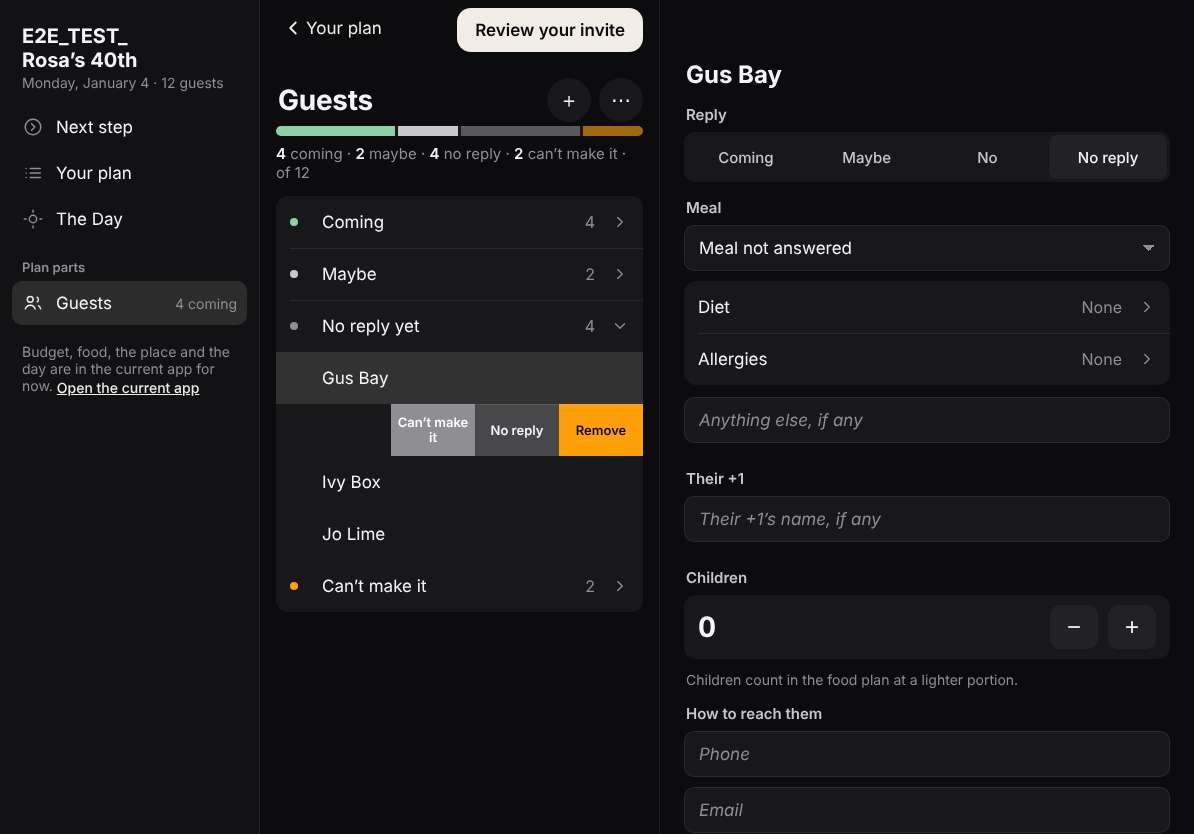 E2E_TEST_
Rosa’s 40th
Monday, January 4 · 12 guests
Next step
Your plan
The Day
Plan parts
Guests 4 coming
Budget, food, the place and the
day are in the current app for
now. Open the current app
Your plan
Review your invite
Guests
4 coming · 2 maybe · 4 no reply · 2 can’t make it ·
of 12
Coming 4
Maybe 2
No reply yet 4
Gus Bay
Can’t make
it
No reply
Remove
Ivy Box
Jo Lime
Can’t make it 2
Gus Bay
Reply
Coming Maybe No No reply
Meal
Meal not answered
Diet None
Allergies None
Anything else, if any
Their +1
Their +1’s name, if any
Children
0
Children count in the food plan at a lighter portion.
How to reach them
Phone
Email